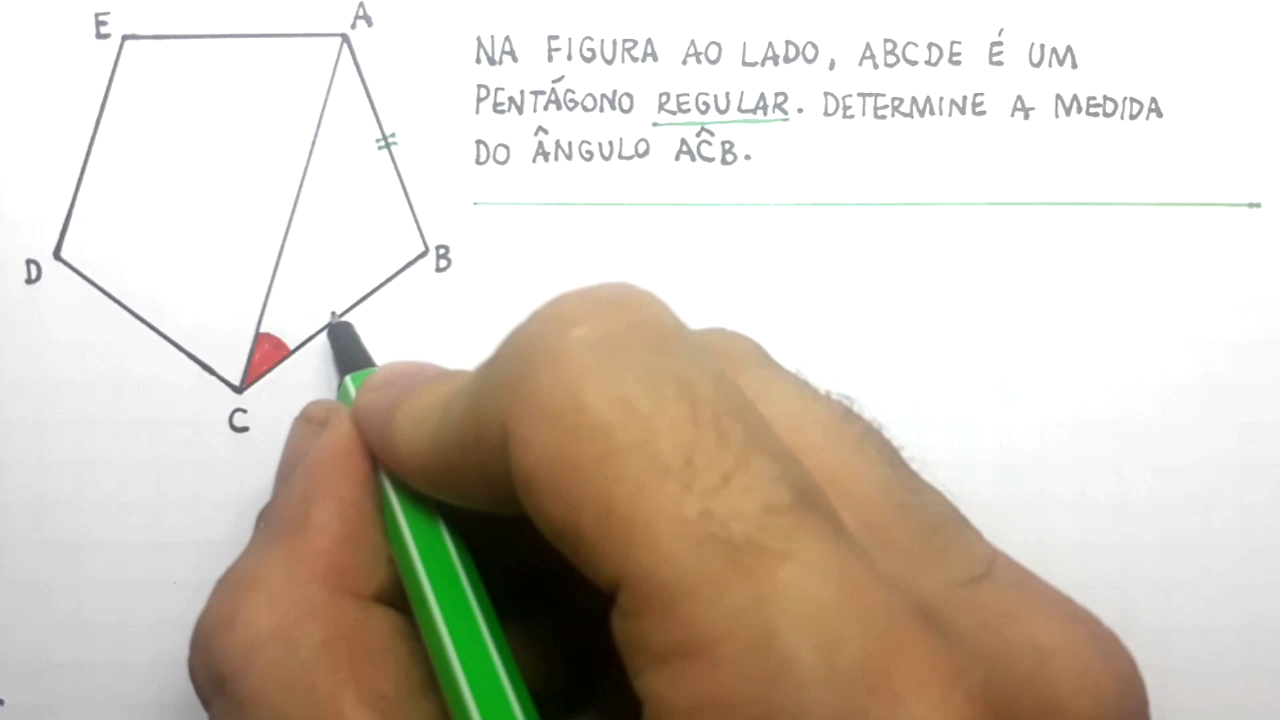 E
A
NA FIGURA AO LADO, ABCDE É UM
PENTÁGONO REGULAR. DETERMINE A MEDIDA
DO ÂNGULO AĈB.
B
D
C